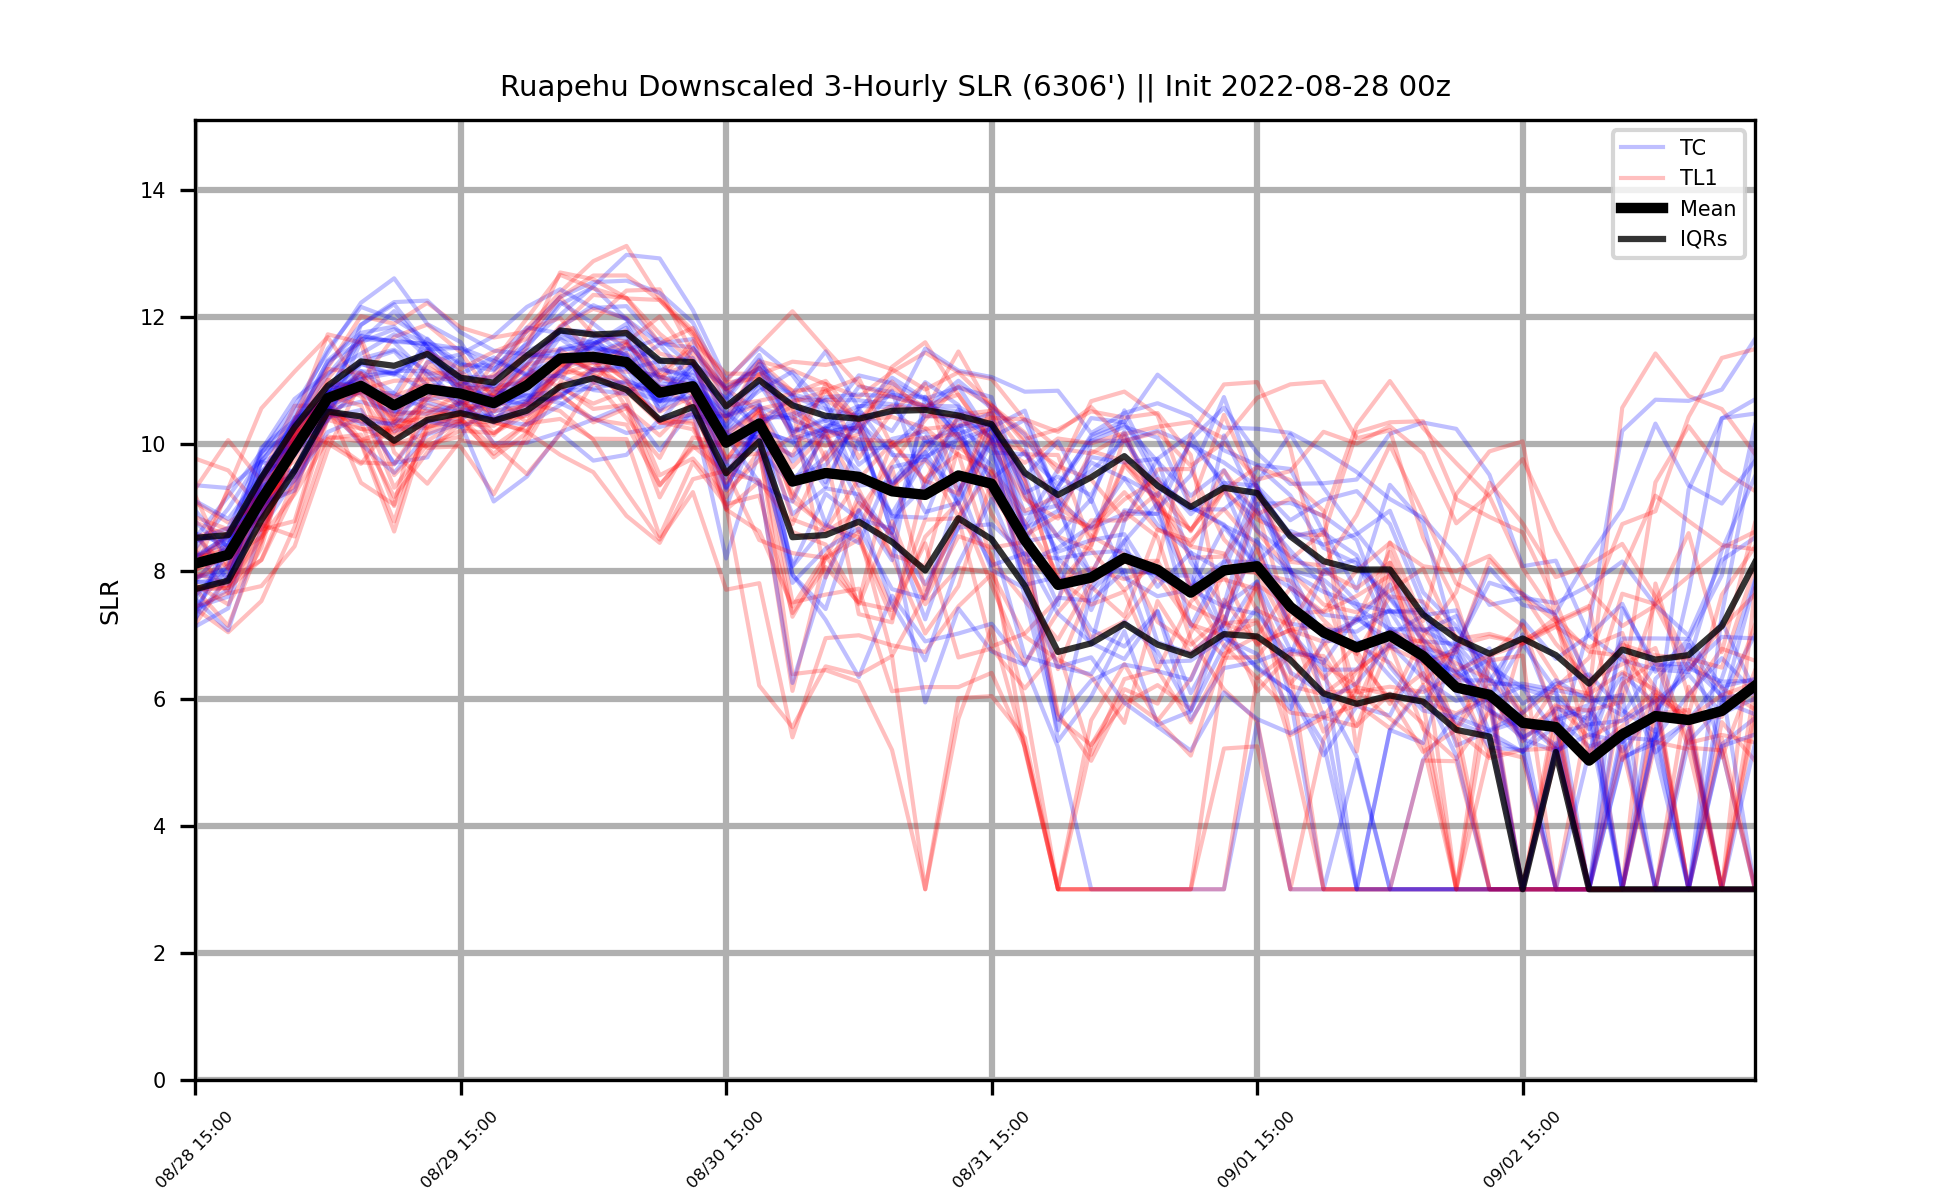 Ruapehu Downscaled 3-Hourly SLR (6306') || Init 2022-08-28 00z
TC
TL1
Mean
IQRs
SLR
14
12
10
8
6
4
2
0
08/28 15:00
08/29 15:00
08/30 15:00
08/31 15:00
09/01 15:00
09/02 15:00